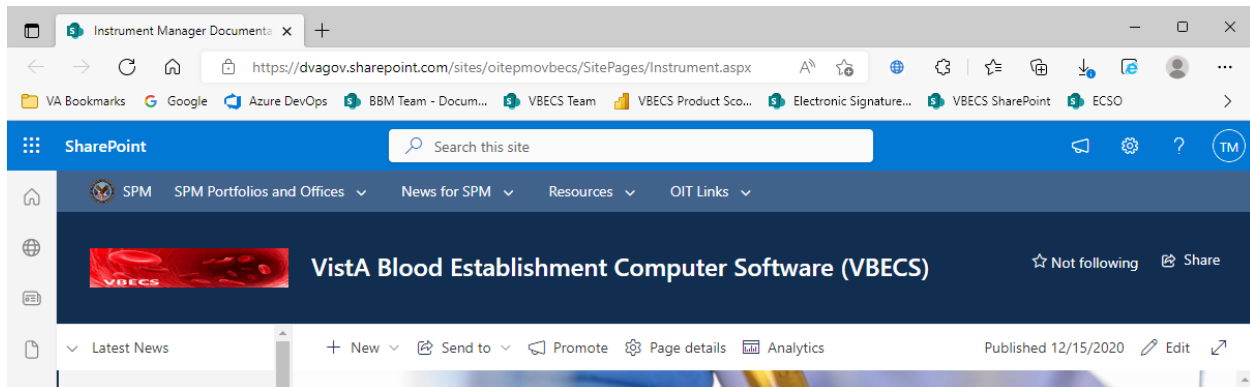 Instrument Manager Documenta
https://dvagov.sharepoint.com/sites/oitepmovbecs/SitePages/Instrument.aspx
VA Bookmarks G Google Azure DevOps BBM Team - Docum... VBECS Team VBECS Product Sco... Electronic Signature... VBECS SharePoint ECSO
SharePoint Search this site ? TM
SPM SPM Portfolios and Offices News for SPM Resources OIT Links
VBECS VistA Blood Establishment Computer Software (VBECS) Not following Share
Latest News + New Send to Promote Page details Analytics Published 12/15/2020 Edit